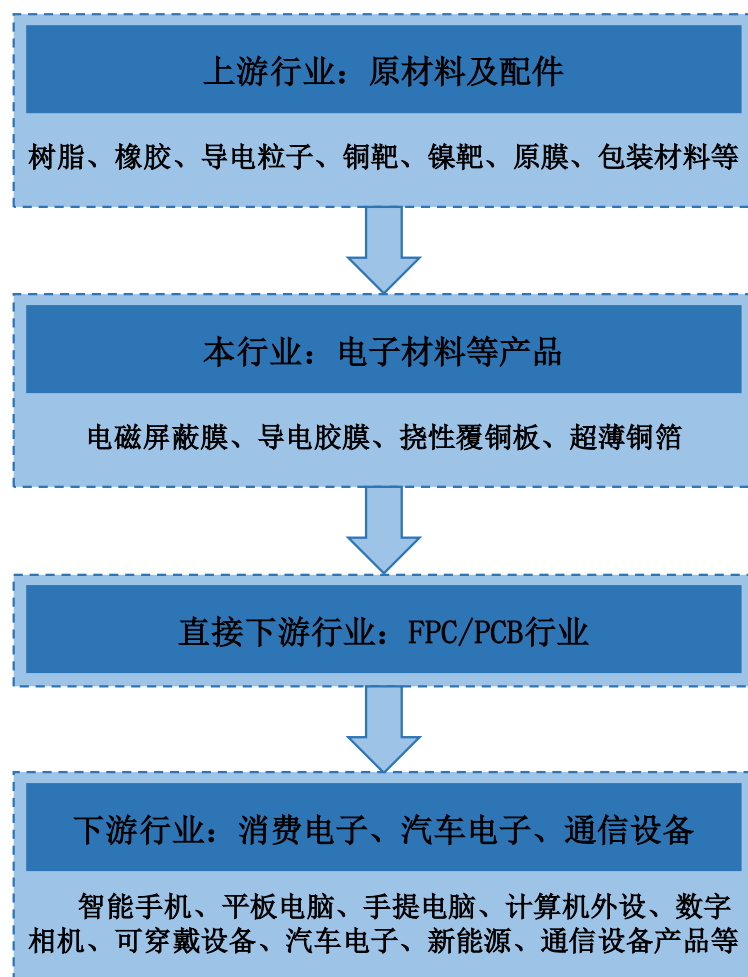 上游行业：原材料及配件
树脂、橡胶、导电粒子、铜靶、镍靶、原膜、包装材料等
本行业：电子材料等产品
电磁屏蔽膜、导电胶膜、挠性覆铜板、超薄铜箔
直接下游行业：FPC/PCB行业
下游行业：消费电子、汽车电子、通信设备
智能手机、平板电脑、手提电脑、计算机外设、数字
相机、可穿戴设备、汽车电子、新能源、通信设备产品等